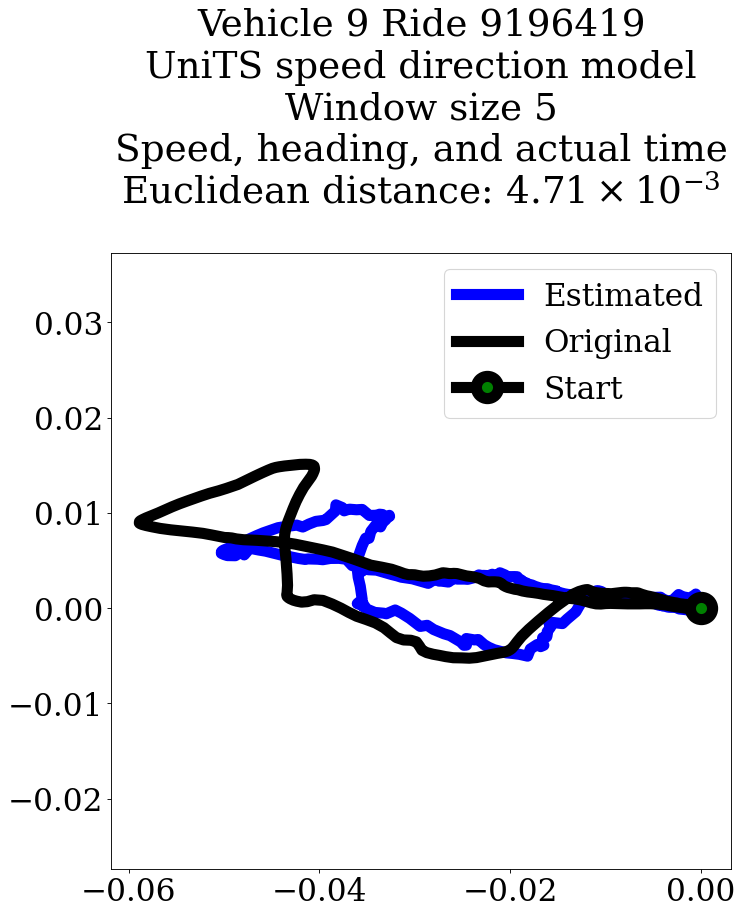 Vehicle 9 Ride 9196419
UniTS speed direction model
Window size 5
Speed, heading, and actual time
Euclidean distance: 4.71 × 10⁻³
Estimated
Original
Start
0.03
0.02
0.01
0.00
−0.01
−0.02
−0.06 −0.04 −0.02 0.00